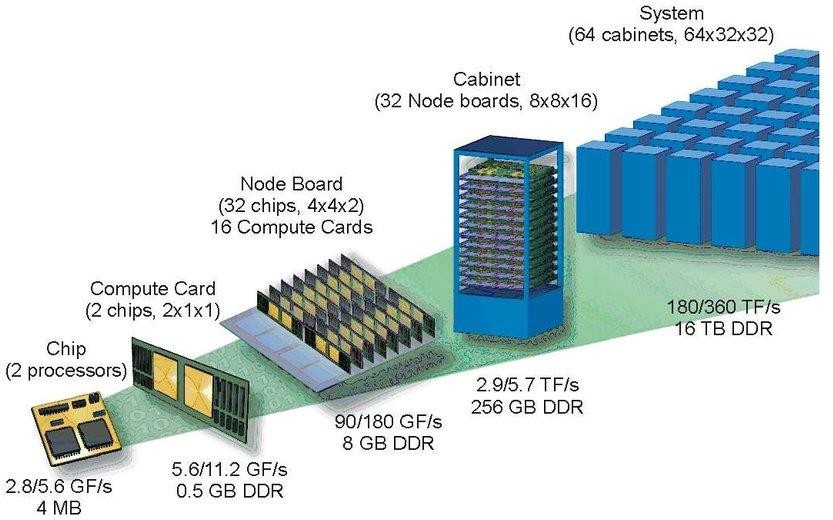 System
(64 cabinets, 64x32x32)
Cabinet
(32 Node boards, 8x8x16)
Node Board
(32 chips, 4x4x2)
16 Compute Cards
Compute Card
(2 chips, 2x1x1)
Chip
(2 processors)
180/360 TF/s
16 TB DDR
2.9/5.7 TF/s
256 GB DDR
90/180 GF/s
8 GB DDR
5.6/11.2 GF/s
0.5 GB DDR
2.8/5.6 GF/s
4 MB